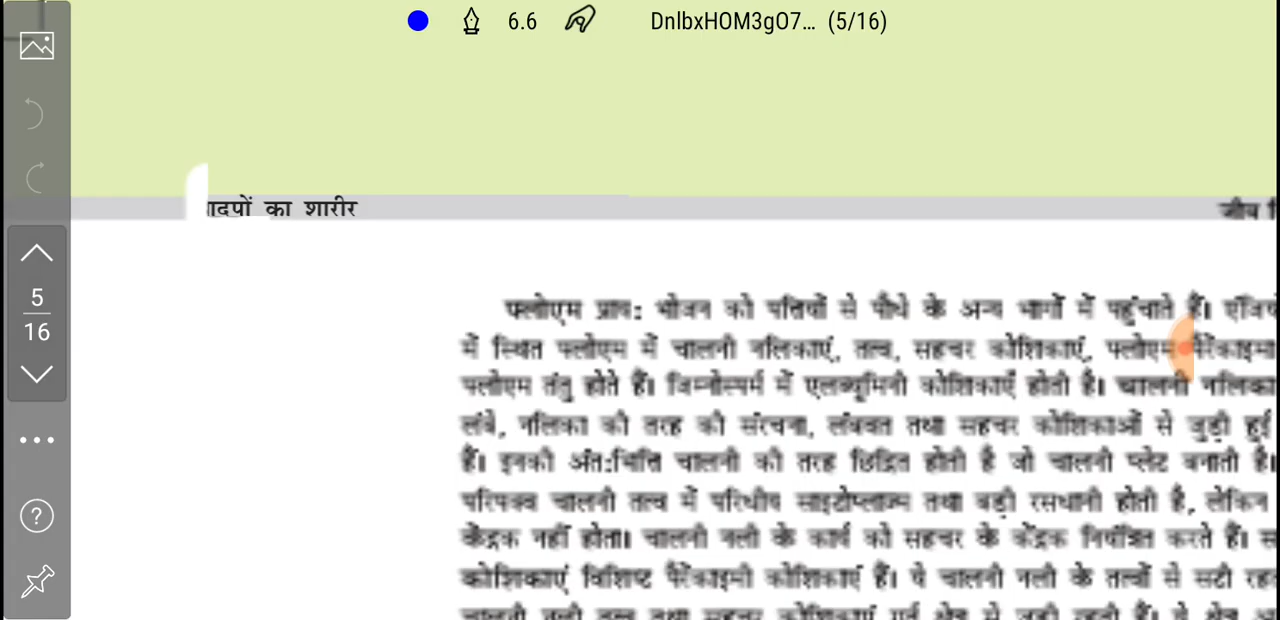 6.6 DnlbxHOM3gO7... (5/16)
5
16
?
पादपों का शारीर
जीव
फ्लोएम प्राय: भोजन को पत्तियों से पौधे के अन्य भागों में पहुंचाते हैं।
में स्थित फ्लोएम में चालनी नलिकाएं, तत्व, सहचर कोशिकाएं, फ्लोएम पैरेंकाइमा
फ्लोएम तंतु होते हैं। जिम्नोस्पर्म में एलब्यूमिनी कोशिकाएँ होती है। चालनी नलिका
लंबे, नलिका की तरह की संरचना, लंबवत तथा सहचर कोशिकाओं से जुड़ी हुई
हैं। इनकी अंत:भित्ति चालनी की तरह छिद्रित होती है जो चालनी प्लेट बनाती है।
परिपक्व चालनी तत्व में परिधीय साइटोप्लाज्म तथा बड़ी रसधानी होती है, लेकिन
केंद्रक नहीं होता। चालनी नली के कार्य को सहचर के केंद्रक नियंत्रित करते हैं।
कोशिकाएं विशिष्ट पैरेंकाइमी कोशिकाएं हैं। ये चालनी नली के तत्वों से सटी